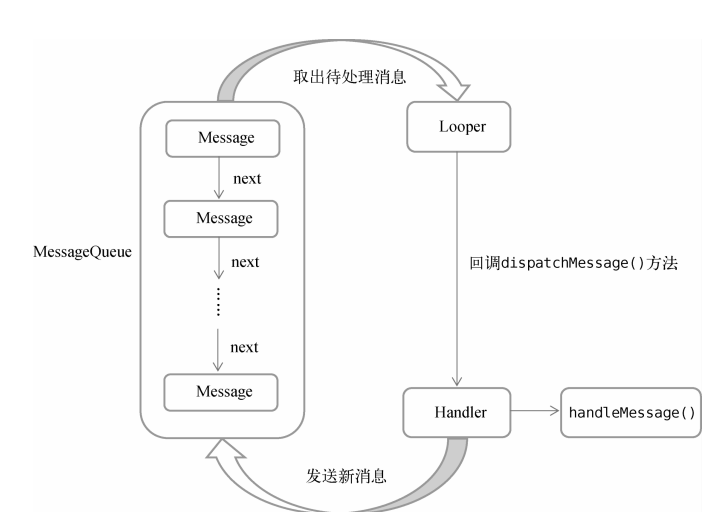 取出待处理消息
Message
Looper
next
Message
MessageQueue
next
回调dispatchMessage()方法
next
Message
Handler
handleMessage()
发送新消息